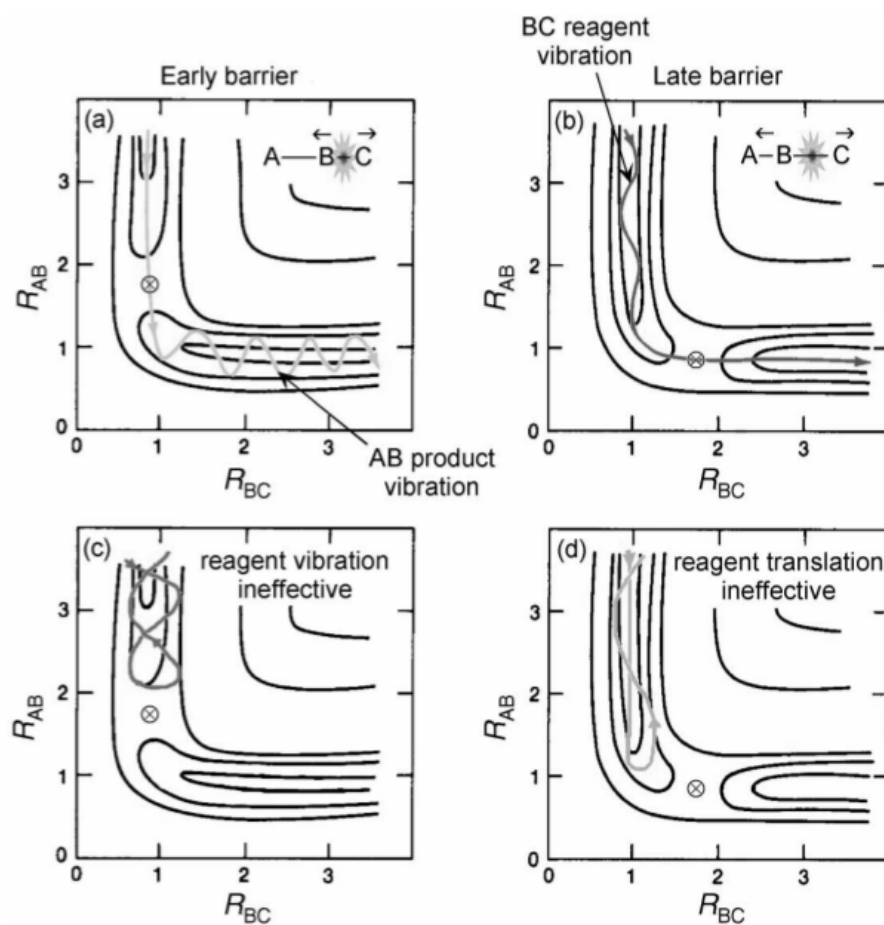 Early barrier
BC reagent
vibration
Late barrier
(a)
A—B C
R_AB
3
2
1
0
0 1 2 3
R_BC
AB product
vibration
(b)
A–B–C
R_AB
3
2
1
0
0 1 2 3
R_BC
(c)
reagent vibration
ineffective
R_AB
3
2
1
0
0 1 2 3
R_BC
(d)
reagent translation
ineffective
R_AB
3
2
1
0
0 1 2 3
R_BC